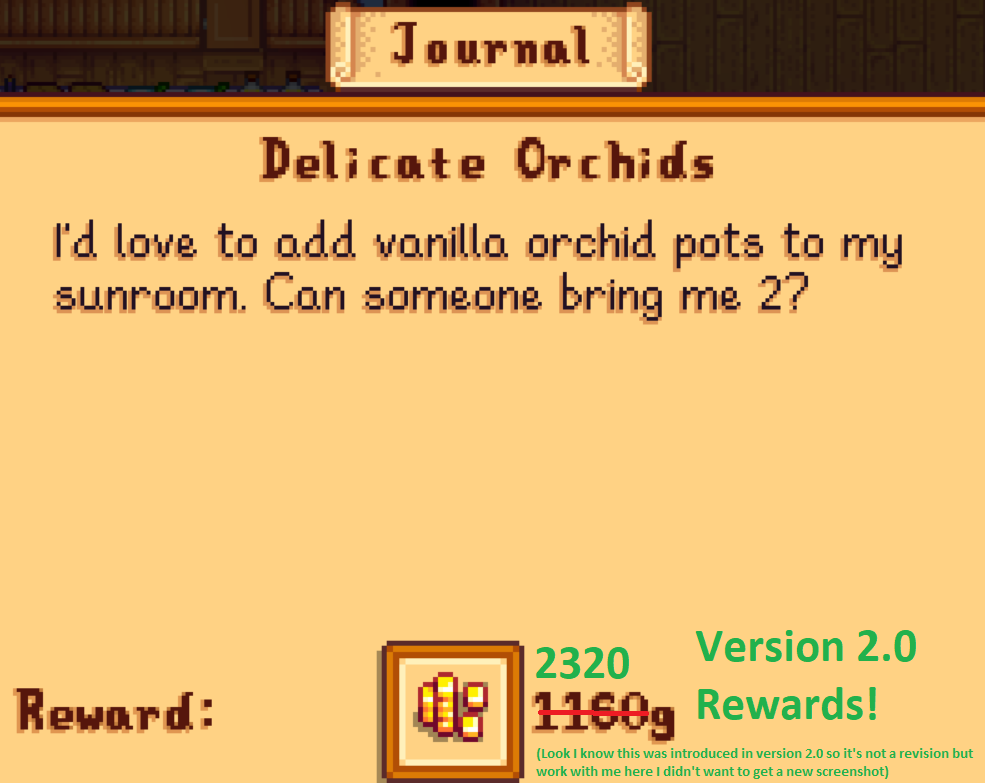 Journal
Delicate Orchids
I'd love to add vanilla orchid pots to my
sunroom. Can someone bring me 2?
2320
Version 2.0
Reward:
1160g
Rewards!
(Look I know this was introduced in version 2.0 so it's not a revision but
work with me here I didn't want to get a new screenshot)